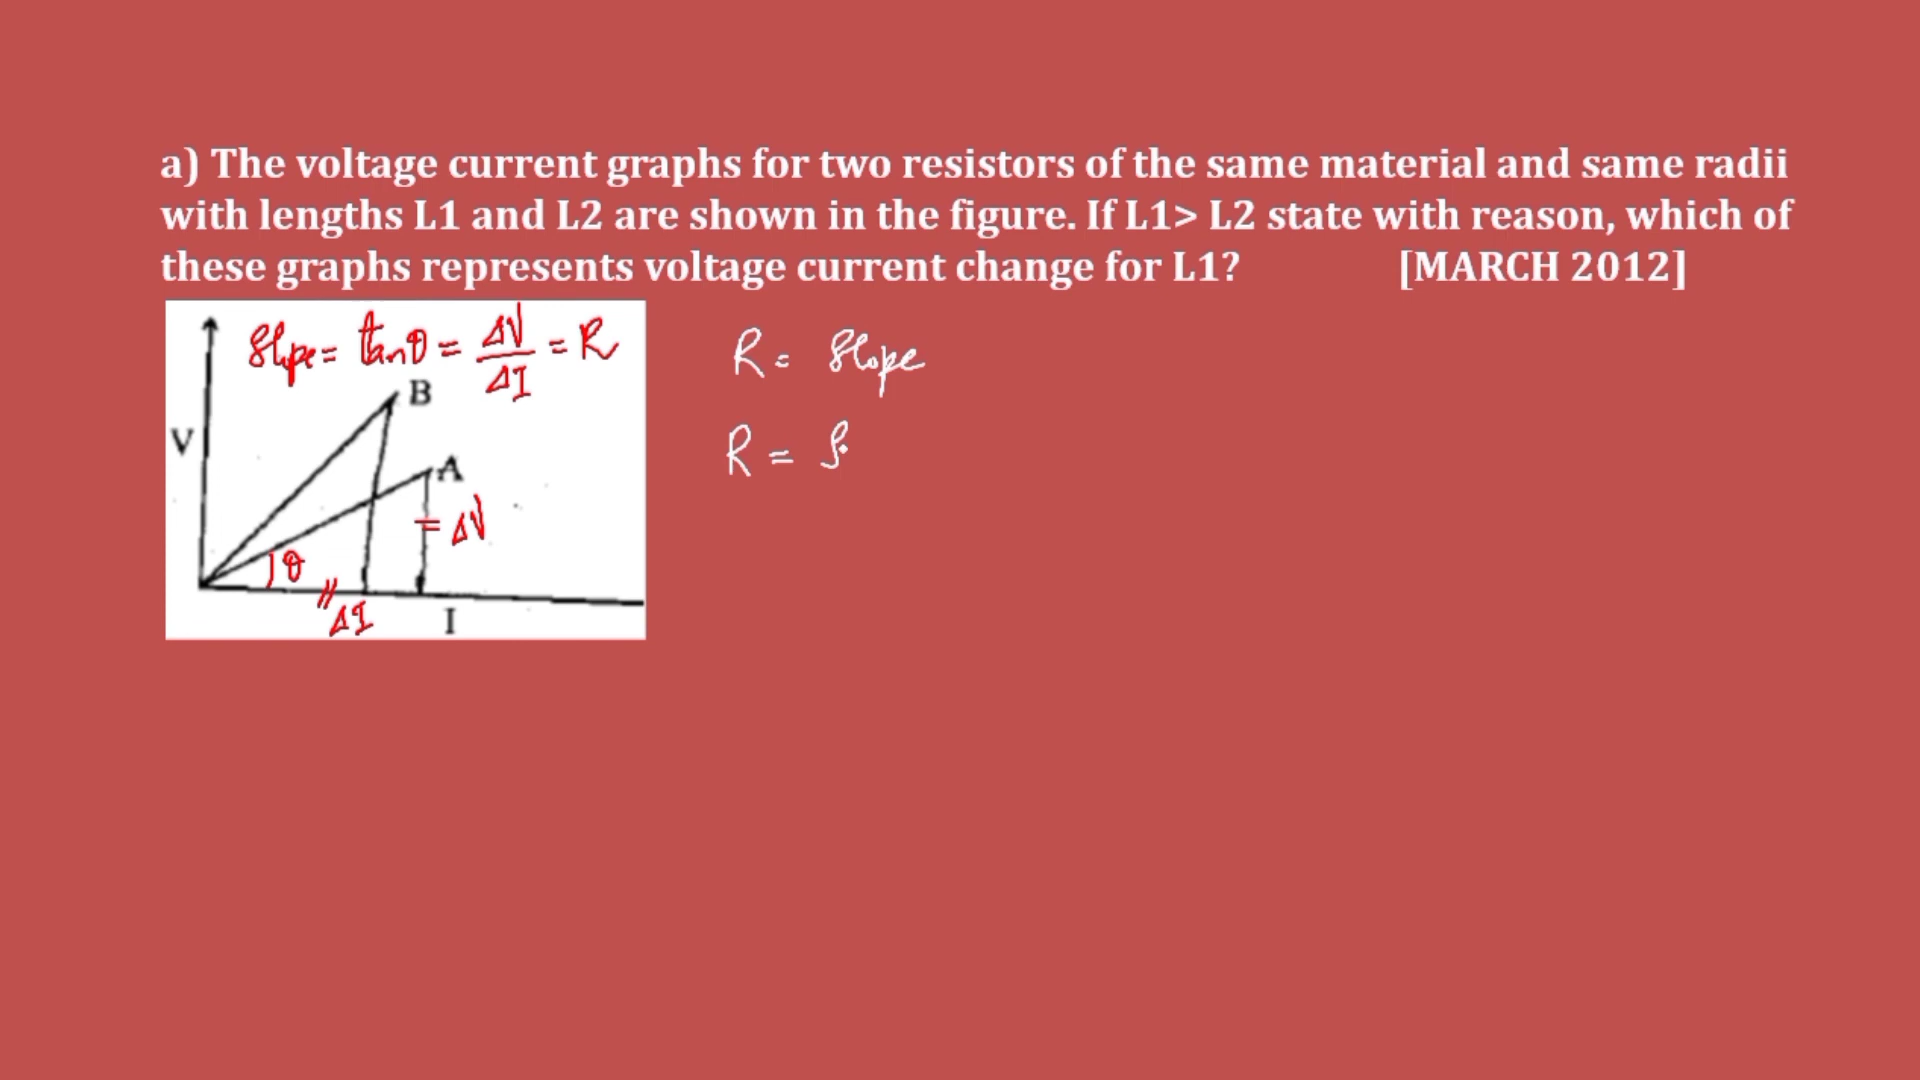 a) The voltage current graphs for two resistors of the same material and same radii
with lengths L1 and L2 are shown in the figure. If L1> L2 state with reason, which of
these graphs represents voltage current change for L1? [MARCH 2012]
Slope = tanθ = ΔV/ΔI = R
B
V
A
= ΔV
θ
ΔI
I
R = Slope
R = ρ